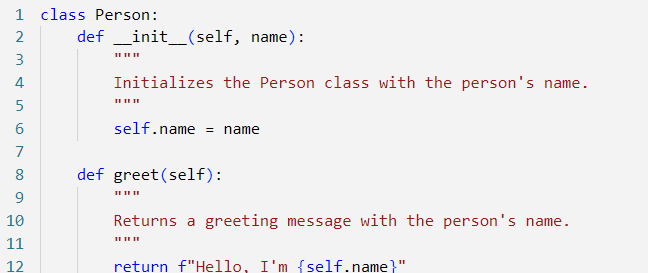 1 class Person:
2     def __init__(self, name):
3         """
4         Initializes the Person class with the person's name.
5         """
6         self.name = name
7
8     def greet(self):
9         """
10         Returns a greeting message with the person's name.
11         """
12         return f"Hello, I'm {self.name}"